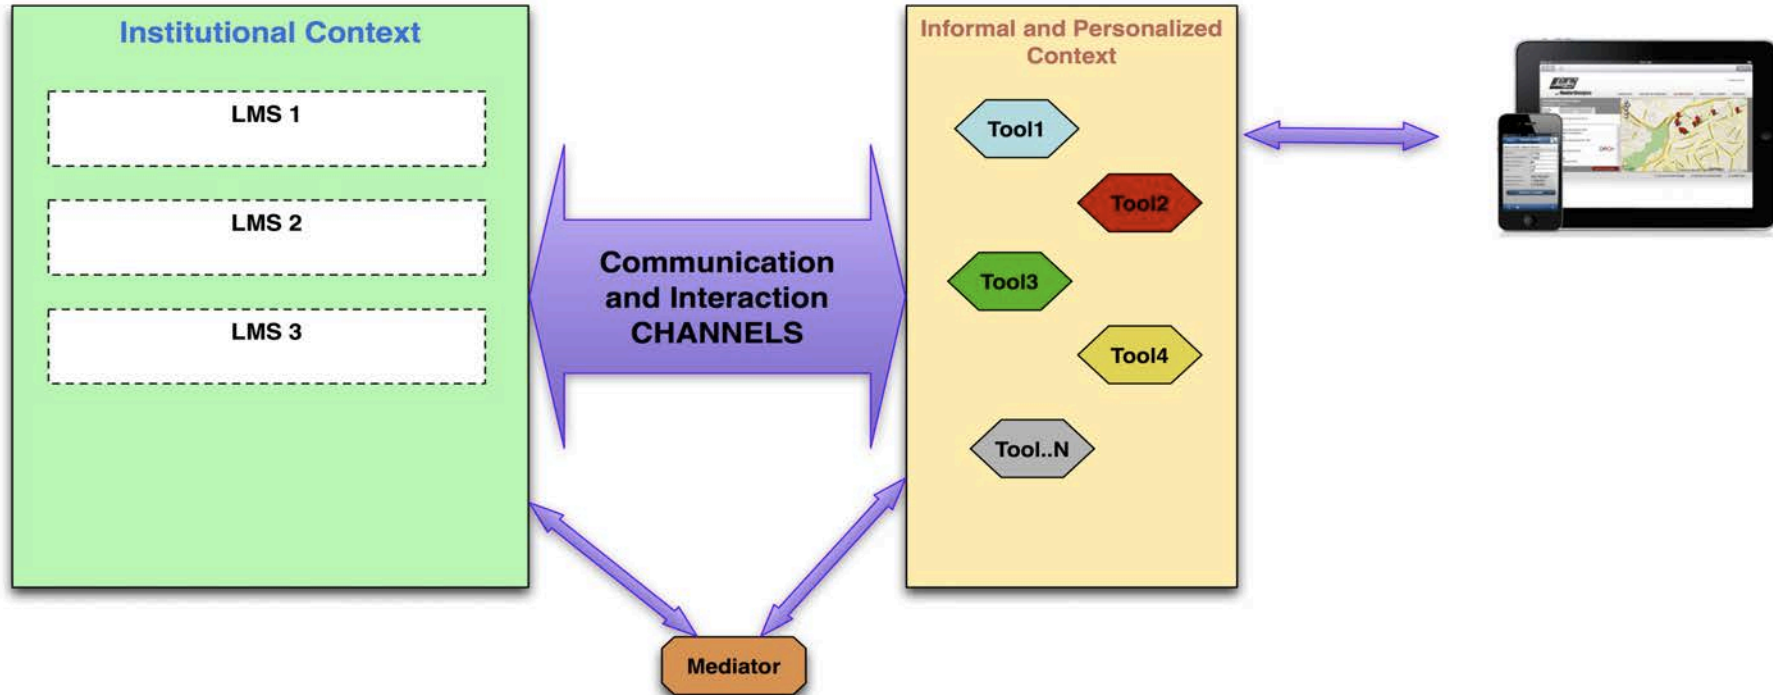 Institutional Context
LMS 1
LMS 2
LMS 3
Communication
and Interaction
CHANNELS
Informal and Personalized
Context
Tool1
Tool2
Tool3
Tool4
Tool..N
Mediator